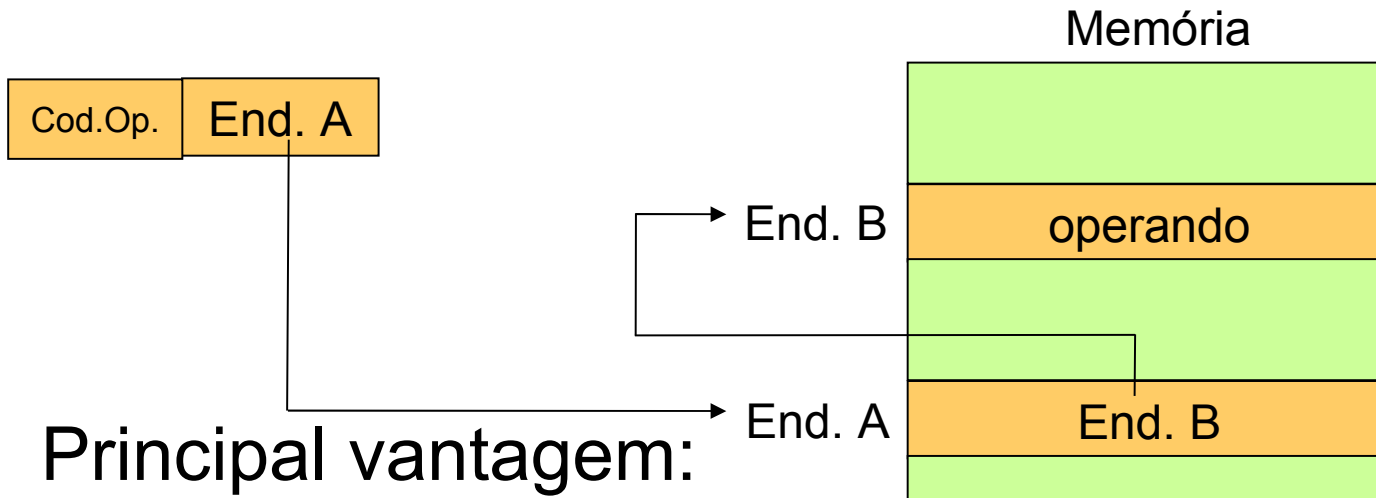 Memória
Cod.Op. End. A
End. B operando
End. A End. B
Principal vantagem: